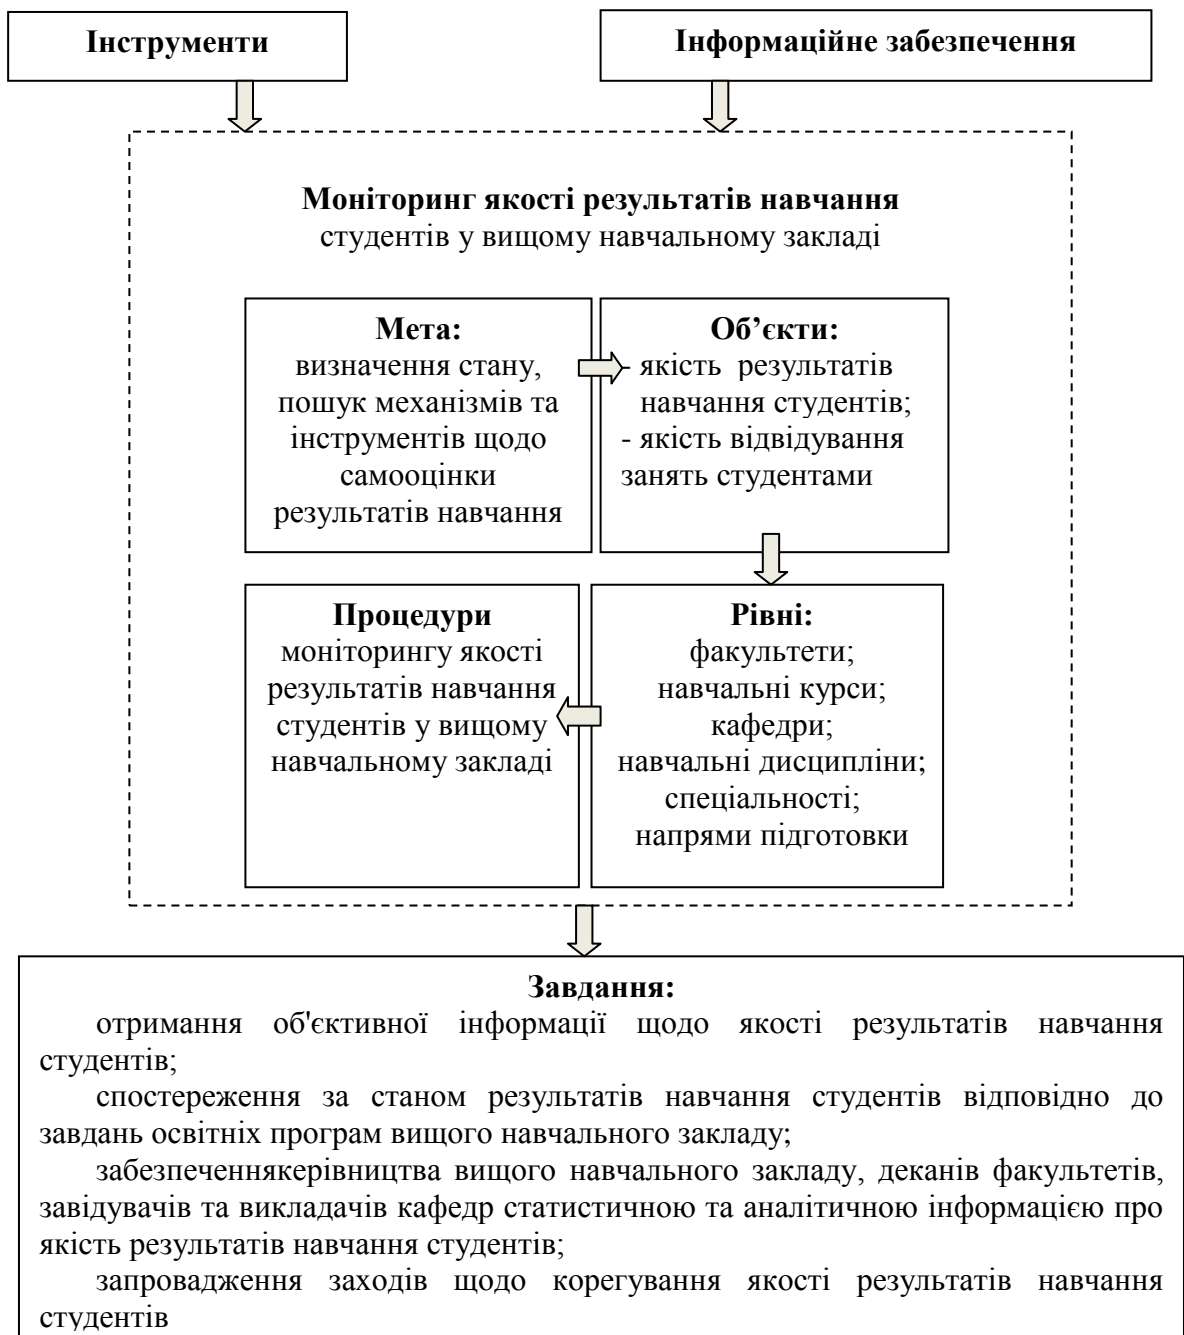 Інструменти
Інформаційне забезпечення
Моніторинг якості результатів навчання
студентів у вищому навчальному закладі
Мета:
визначення стану,
пошук механізмів та
інструментів щодо
самооцінки
результатів навчання
Об’єкти:
- якість результатів
навчання студентів;
- якість відвідування
занять студентами
Процедури
моніторингу якості
результатів навчання
студентів у вищому
навчальному закладі
Рівні:
факультети;
навчальні курси;
кафедри;
навчальні дисципліни;
спеціальності;
напрями підготовки
Завдання:
отримання об'єктивної інформації щодо якості результатів навчання
студентів;
спостереження за станом результатів навчання студентів відповідно до
завдань освітніх програм вищого навчального закладу;
забезпеченнякерівництва вищого навчального закладу, деканів факультетів,
завідувачів та викладачів кафедр статистичною та аналітичною інформацією про
якість результатів навчання студентів;
запровадження заходів щодо корегування якості результатів навчання
студентів